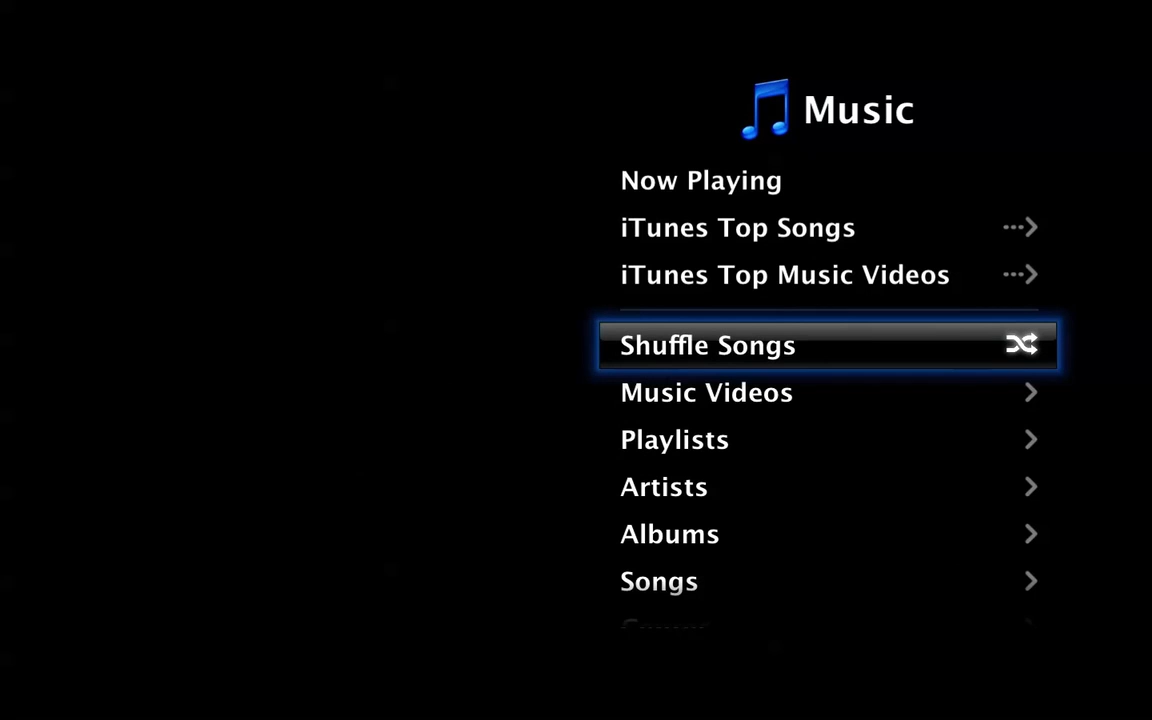 Music
Now Playing
iTunes Top Songs
iTunes Top Music Videos
Shuffle Songs
Music Videos
Playlists
Artists
Albums
Songs